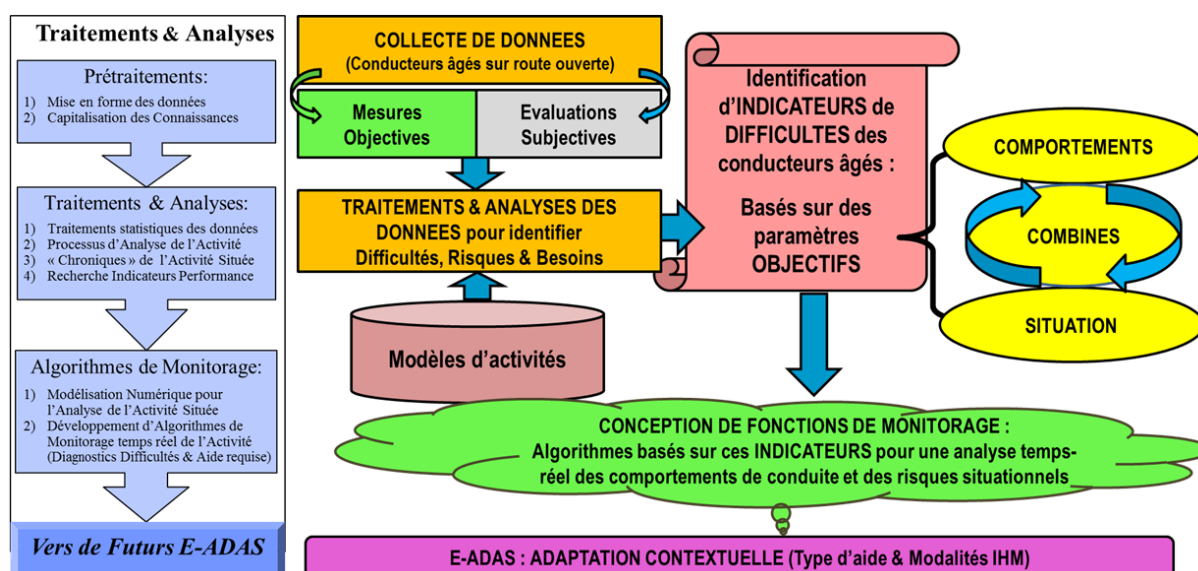 Traitements & Analyses
Prétraitements:
1) Mise en forme des données
2) Capitalisation des Connaissances
Traitements & Analyses:
1) Traitements statistiques des données
2) Processus d'Analyse de l'Activité
3) « Chroniques » de l'Activité Située
4) Recherche Indicateurs Performance
Algorithmes de Monitorage:
1) Modélisation Numérique pour
l'Analyse de l'Activité Située
2) Développement d'Algorithmes de
Monitorage temps réel de l'Activité
(Diagnostics Difficultés & Aide requise)
Vers de Futurs E-ADAS
COLLECTE DE DONNEES
(Conducteurs âgés sur route ouverte)
Mesures
Objectives
Evaluations
Subjectives
TRAITEMENTS & ANALYSES DES
DONNEES pour identifier
Difficultés, Risques & Besoins
Modèles d'activités
Identification
d'INDICATEURS de
DIFFICULTES des
conducteurs âgés :
Basés sur des
paramètres
OBJECTIFS
COMPORTEMENTS
COMBINES
SITUATION
CONCEPTION DE FONCTIONS DE MONITORAGE :
Algorithmes basés sur ces INDICATEURS pour une analyse temps-
réel des comportements de conduite et des risques situationnels
E-ADAS : ADAPTATION CONTEXTUELLE (Type d'aide & Modalités IHM)